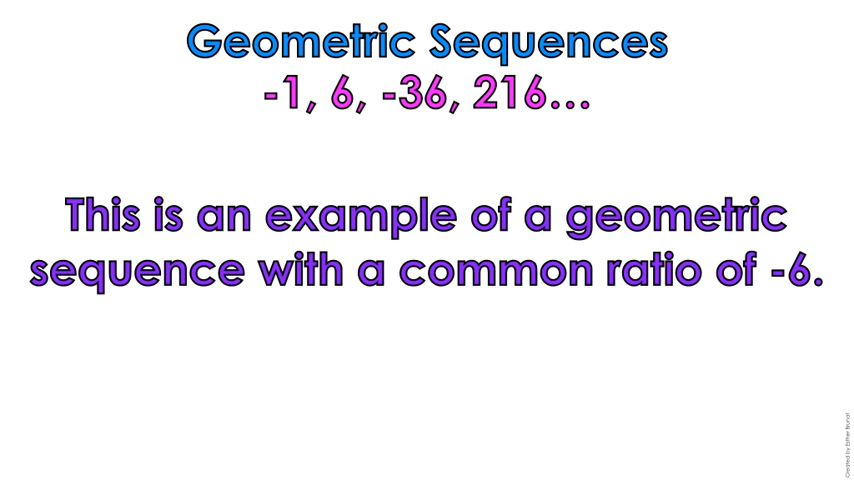 Geometric Sequences
-1, 6, -36, 216…
This is an example of a geometric
sequence with a common ratio of -6.
Created by Esther Brunat